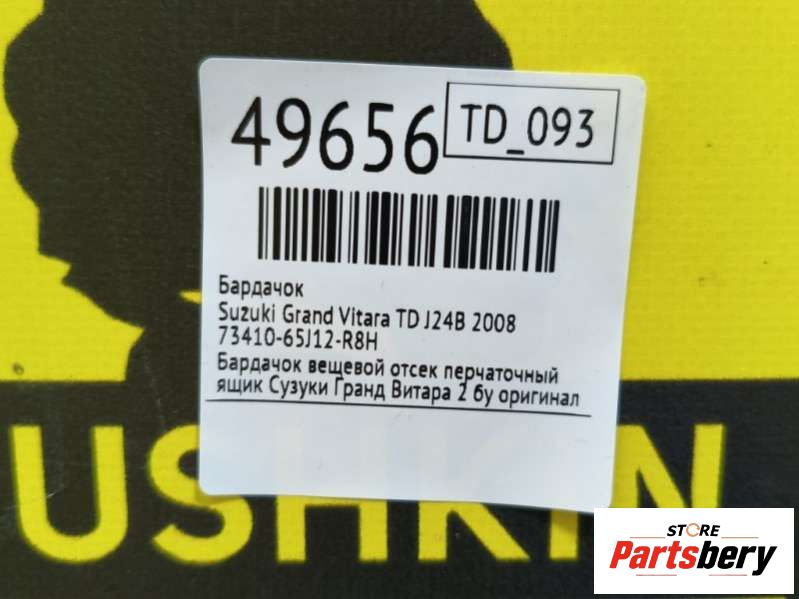 49656
TD_093
Бардачок
Suzuki Grand Vitara TD J24B 2008
73410-65J12-R8H
Бардачок вещевой отсек перчаточный
ящик Сузуки Гранд Витара 2 бу оригинал
USHKIN
STORE
Partsbery